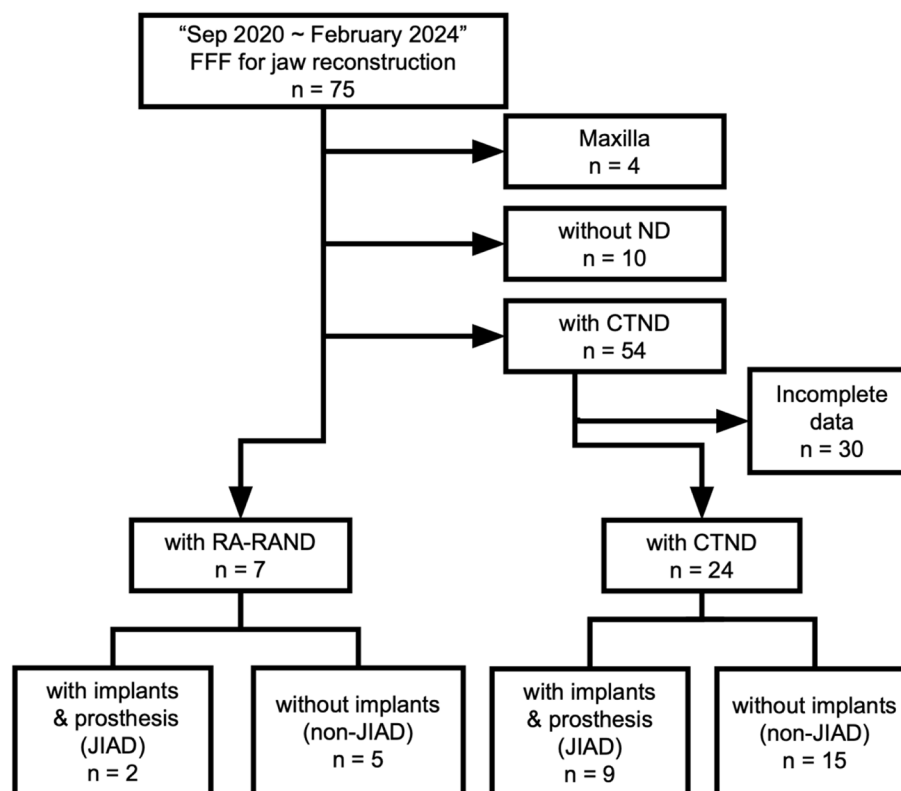 “Sep 2020 ~ February 2024”
FFF for jaw reconstruction
n = 75
Maxilla
n = 4
without ND
n = 10
with CTND
n = 54
Incomplete
data
n = 30
with RA-RAND
n = 7
with CTND
n = 24
with implants
& prosthesis
(JIAD)
n = 2
without implants
(non-JIAD)
n = 5
with implants
& prosthesis
(JIAD)
n = 9
without implants
(non-JIAD)
n = 15